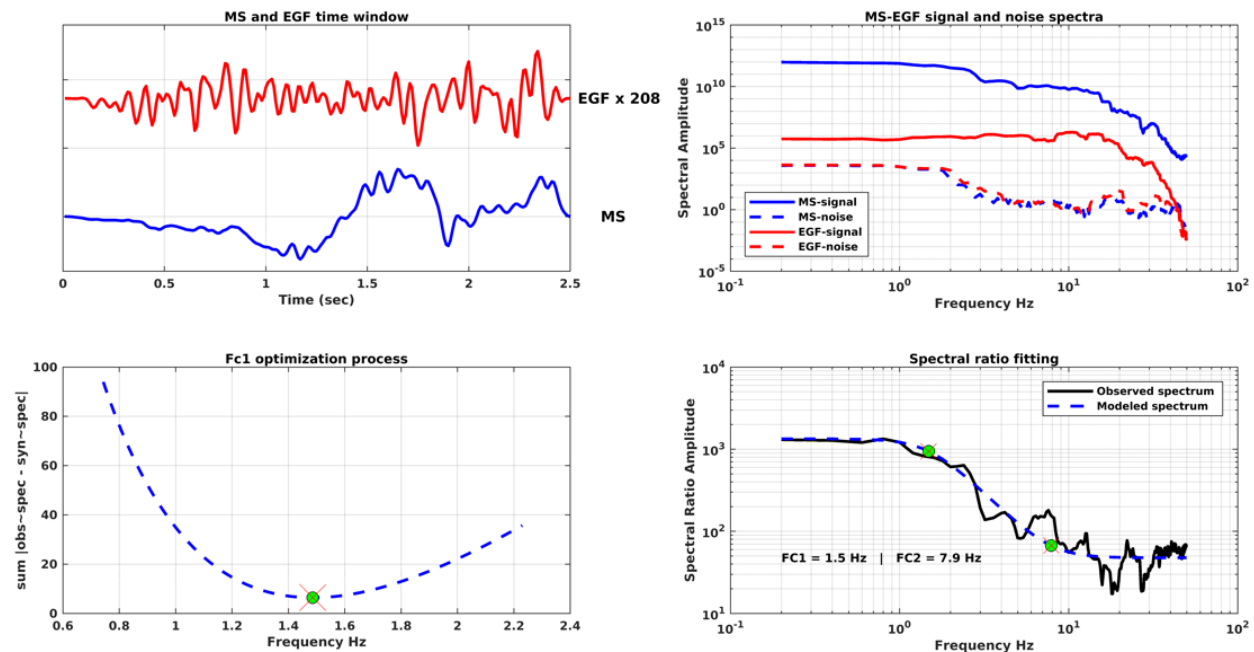 MS and EGF time window
EGF x 208
MS
0 0.5 1 1.5 2 2.5
Time (sec)
MS-EGF signal and noise spectra
Spectral Amplitude
10^15
10^10
10^5
10^0
10^-5
MS-signal
MS-noise
EGF-signal
EGF-noise
10^-1 10^0 10^1 10^2
Frequency Hz
Fc1 optimization process
sum |obs~spec - syn~spec|
100
80
60
40
20
0
0.6 0.8 1 1.2 1.4 1.6 1.8 2 2.2 2.4
Frequency Hz
Spectral ratio fitting
Spectral Ratio Amplitude
10^4
10^3
10^2
10^1
Observed spectrum
Modeled spectrum
FC1 = 1.5 Hz | FC2 = 7.9 Hz
10^-1 10^0 10^1 10^2
Frequency Hz